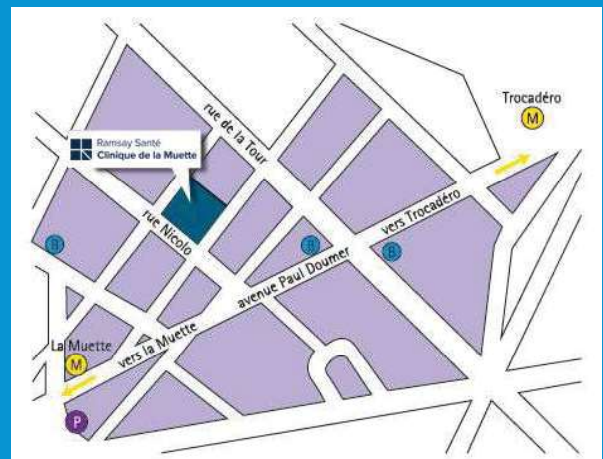 Trocadéro
M
rue de la Tour
Ramsay Santé
Clinique de la Muette
rue Nicolo
B
B
B
vers Trocadéro
avenue Paul Doumer
vers la Muette
La Muette
M
P